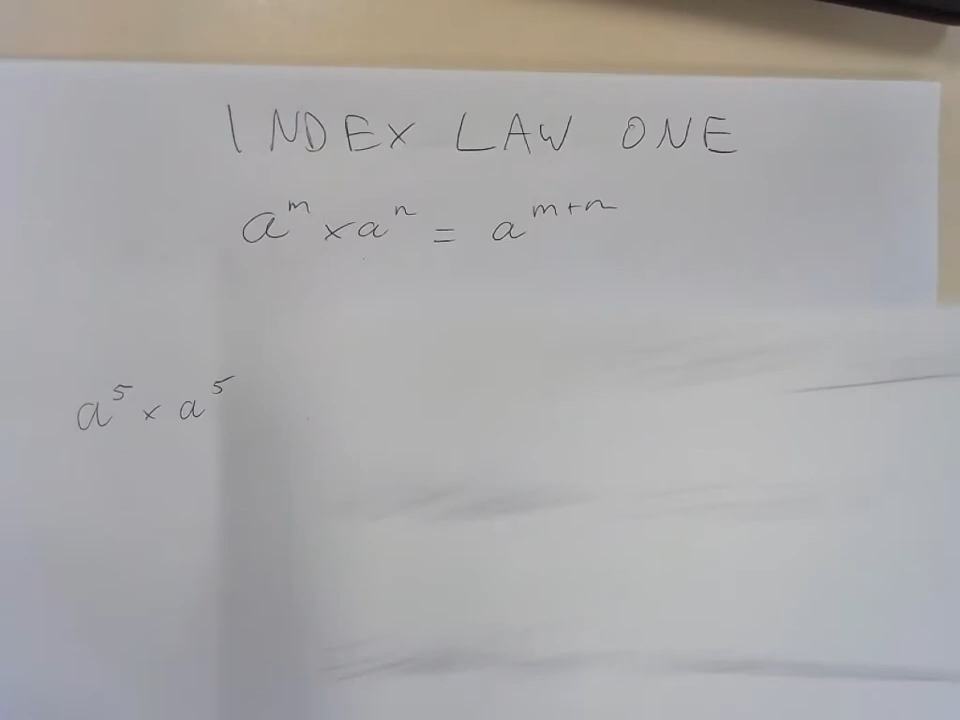 INDEX LAW ONE
a^m × a^n = a^{m+n}
a^5 × a^5